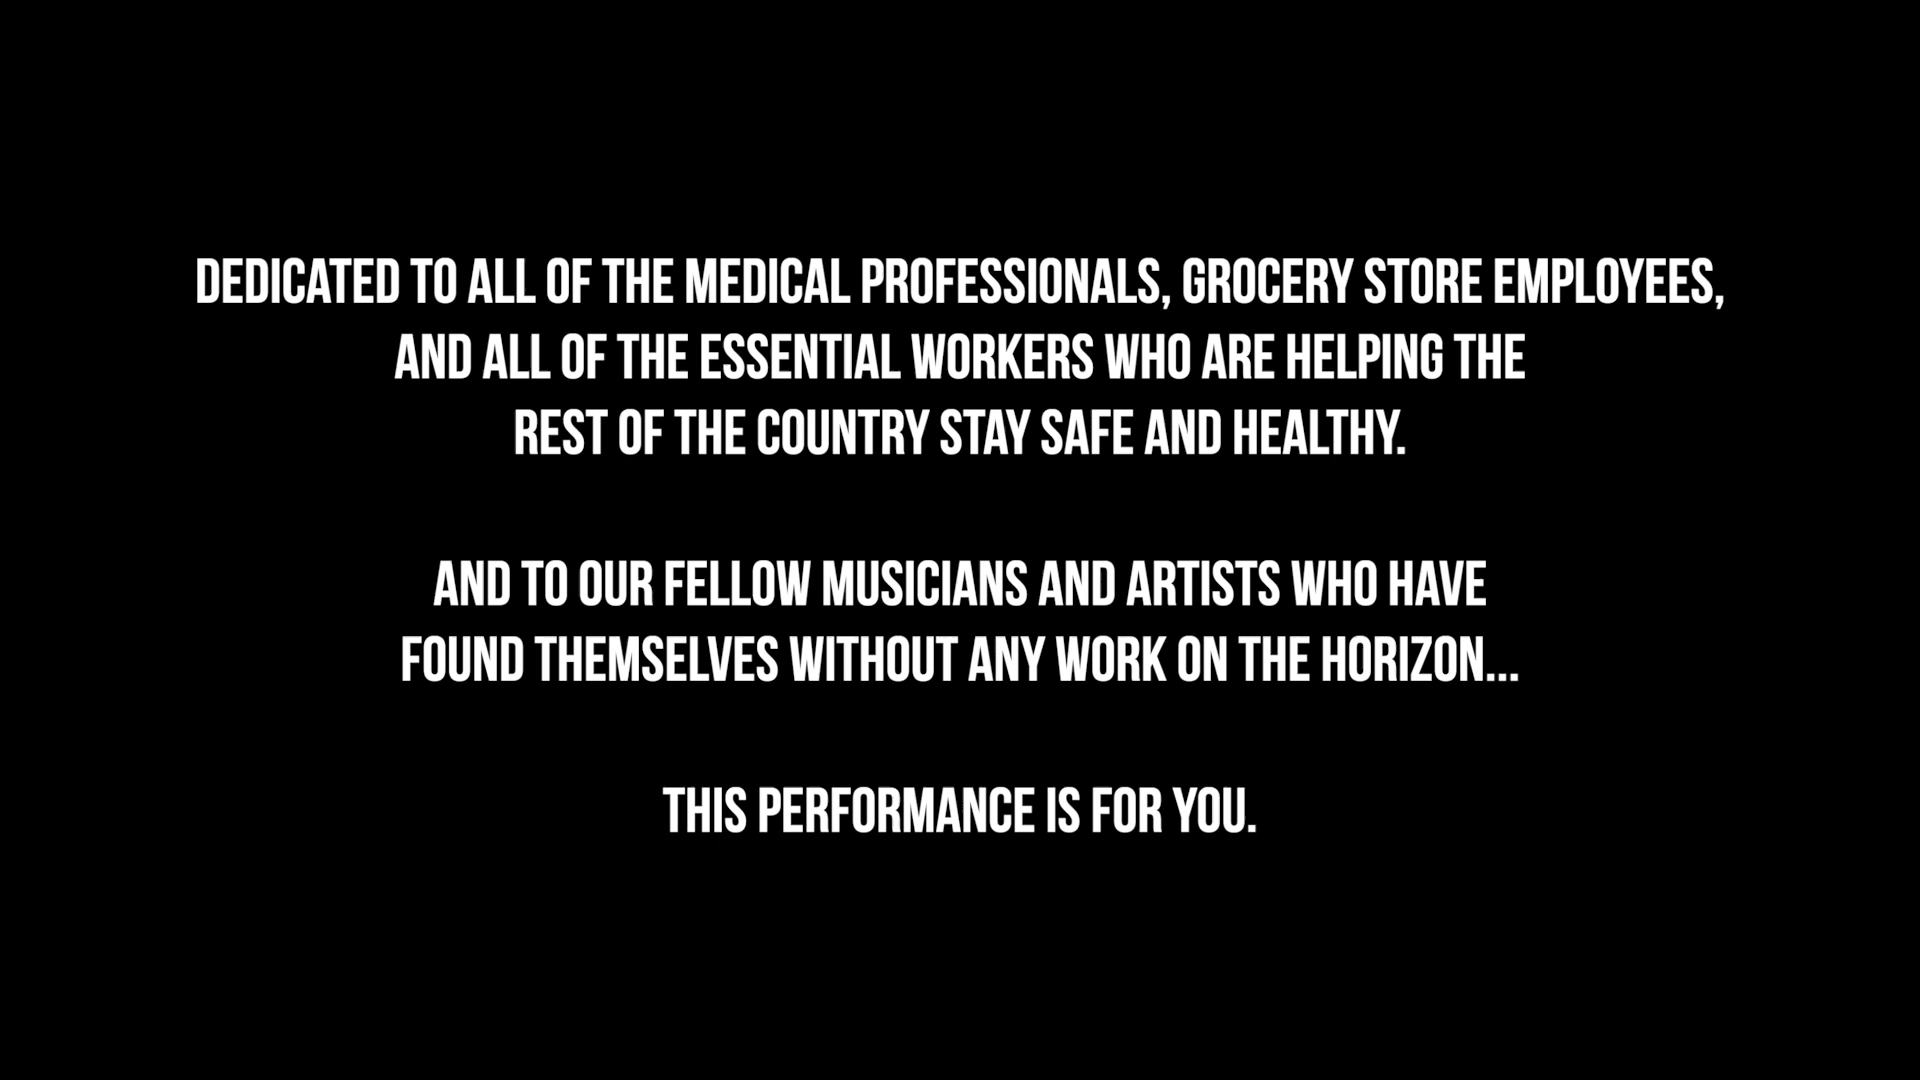 DEDICATED TO ALL OF THE MEDICAL PROFESSIONALS, GROCERY STORE EMPLOYEES,
AND ALL OF THE ESSENTIAL WORKERS WHO ARE HELPING THE
REST OF THE COUNTRY STAY SAFE AND HEALTHY.
AND TO OUR FELLOW MUSICIANS AND ARTISTS WHO HAVE
FOUND THEMSELVES WITHOUT ANY WORK ON THE HORIZON...
THIS PERFORMANCE IS FOR YOU.